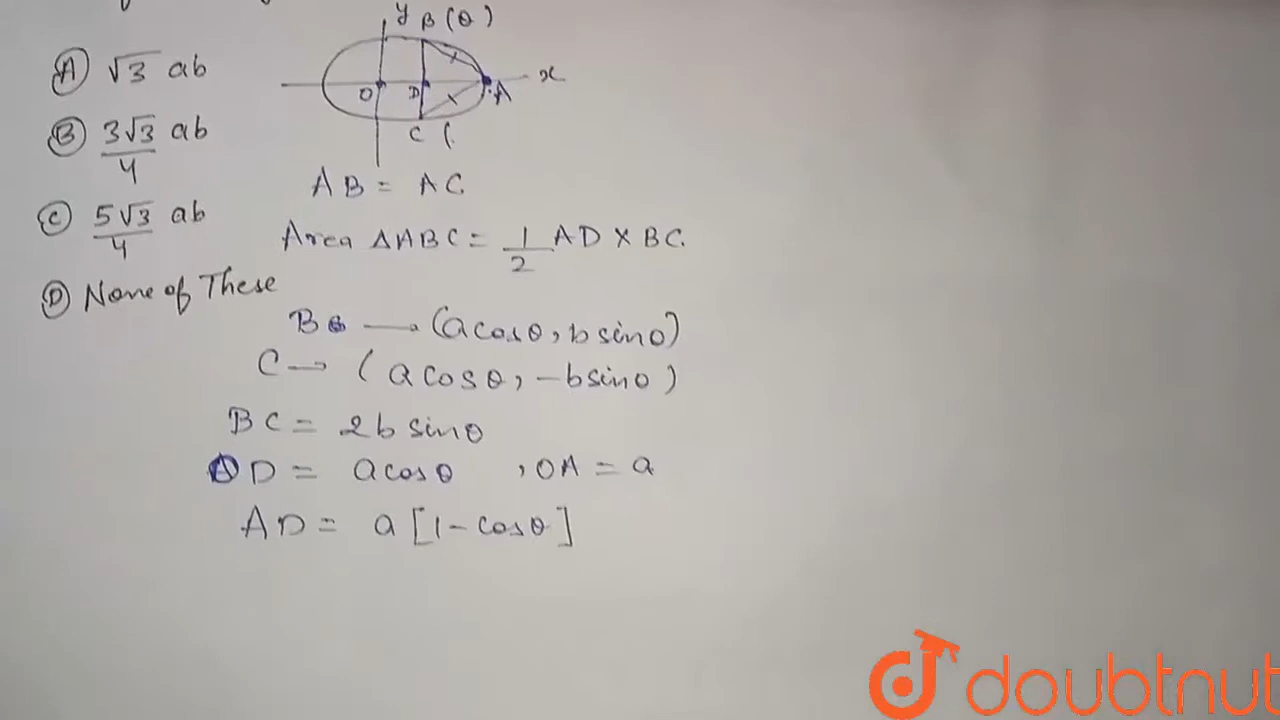 y B (θ)
(A) √3 ab
x
O D A
(B) 3√3/4 ab
C (
AB = AC
(C) 5√3/4 ab
Area ΔABC = 1/2 AD × BC.
(D) None of These
B → (a cosθ, b sinθ)
C → (a cosθ, -b sinθ)
BC = 2b sinθ
OD = a cosθ , OA = a
AD = a [1 - cosθ]
doubtnut